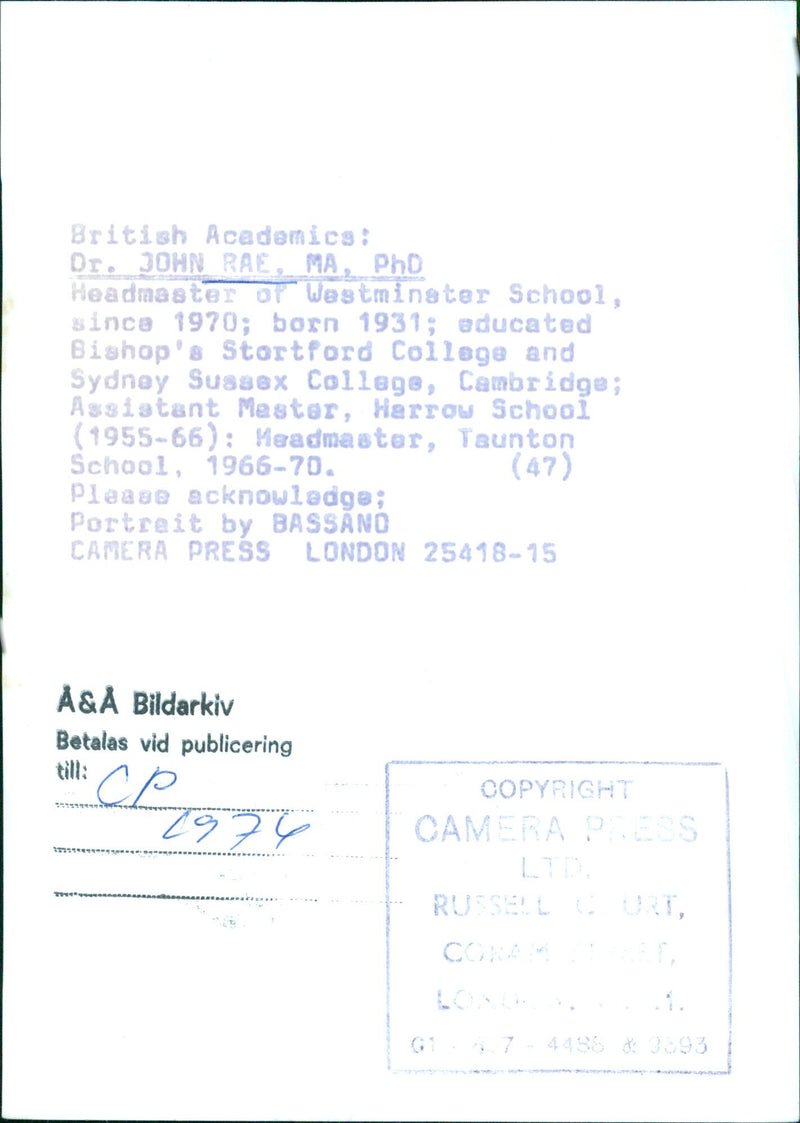 British Academics:
Dr. JOHN RAE, MA, PhD
Headmaster of Westminster School,
since 1970; born 1931; educated
Bishop's Stortford College and
Sydney Sussex College, Cambridge;
Assistant Master, Harrow School
(1955-66): Headmaster, Taunton
School, 1966-70. (47)
Please acknowledge;
Portrait by BASSANO
CAMERA PRESS LONDON 25418-15
Å&Å Bildarkiv
Betalas vid publicering
till: CP
1974
COPYRIGHT
CAMERA PRESS
LTD.
RUSSELL COURT,
CORAM STREET,